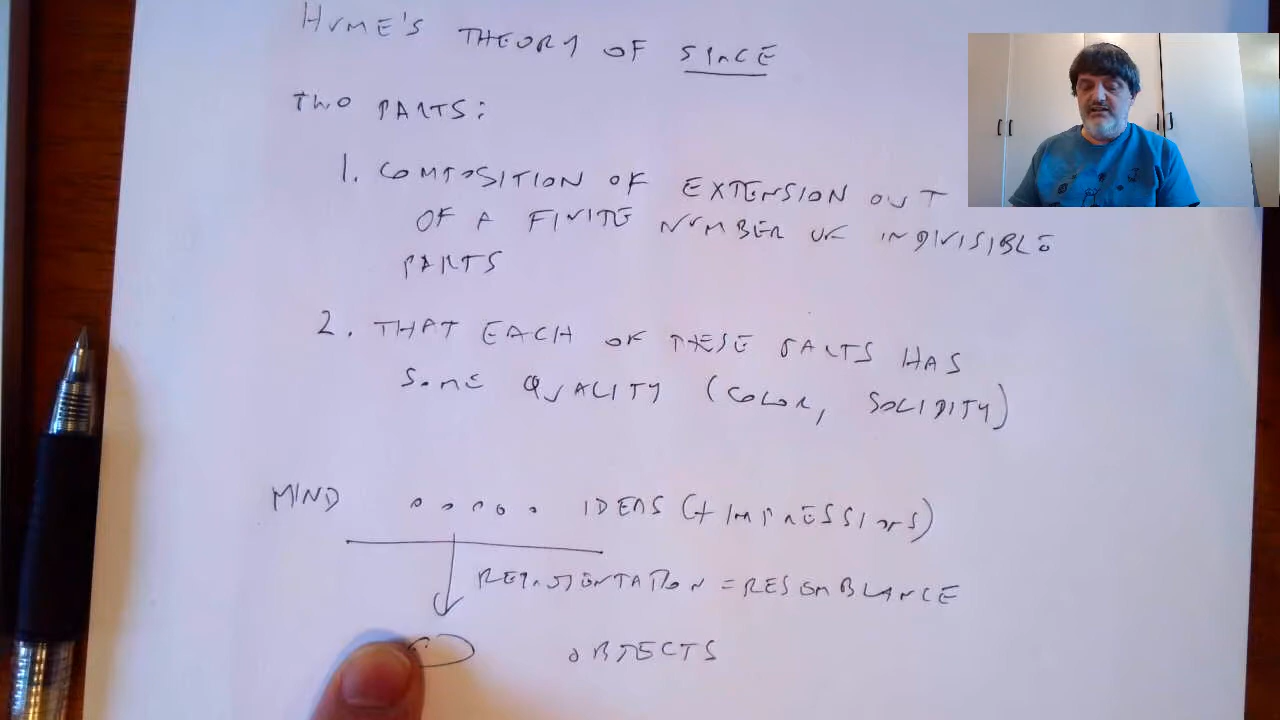 HUME'S THEORY OF SPACE
TWO PARTS:
1. COMPOSITION OF EXTENSION OUT
OF A FINITE NUMBER OF INDIVISIBLE
PARTS
2. THAT EACH OF THESE PARTS HAS
SOME QUALITY (COLOR, SOLIDITY)
MIND IDEAS (+ IMPRESSIONS)
REPRESENTATION = RESEMBLANCE
OBJECTS